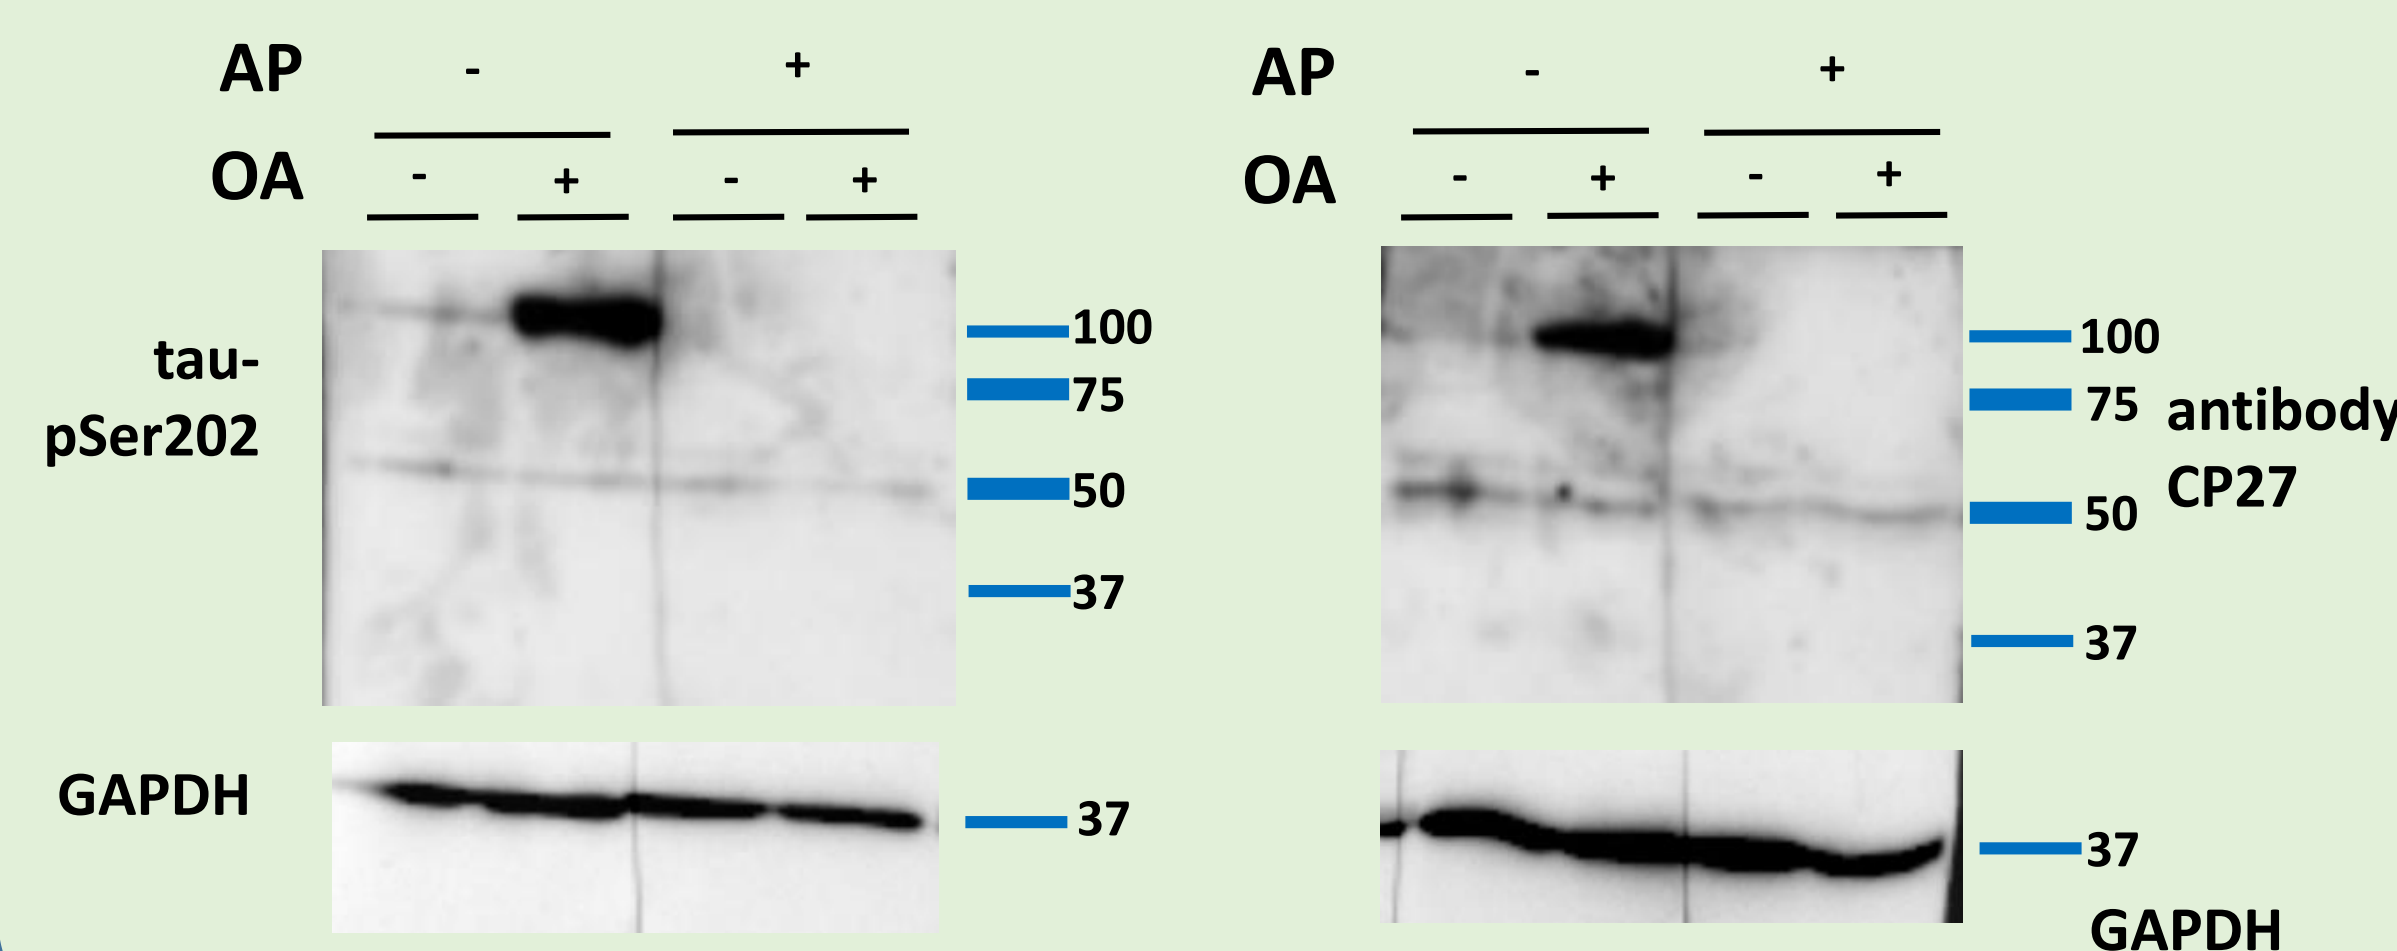 AP - + AP - +
OA - + - + OA - + - +
100 100
tau-
75 75 antibody
pSer202
50 50 CP27
37 37
GAPDH
37 37
GAPDH